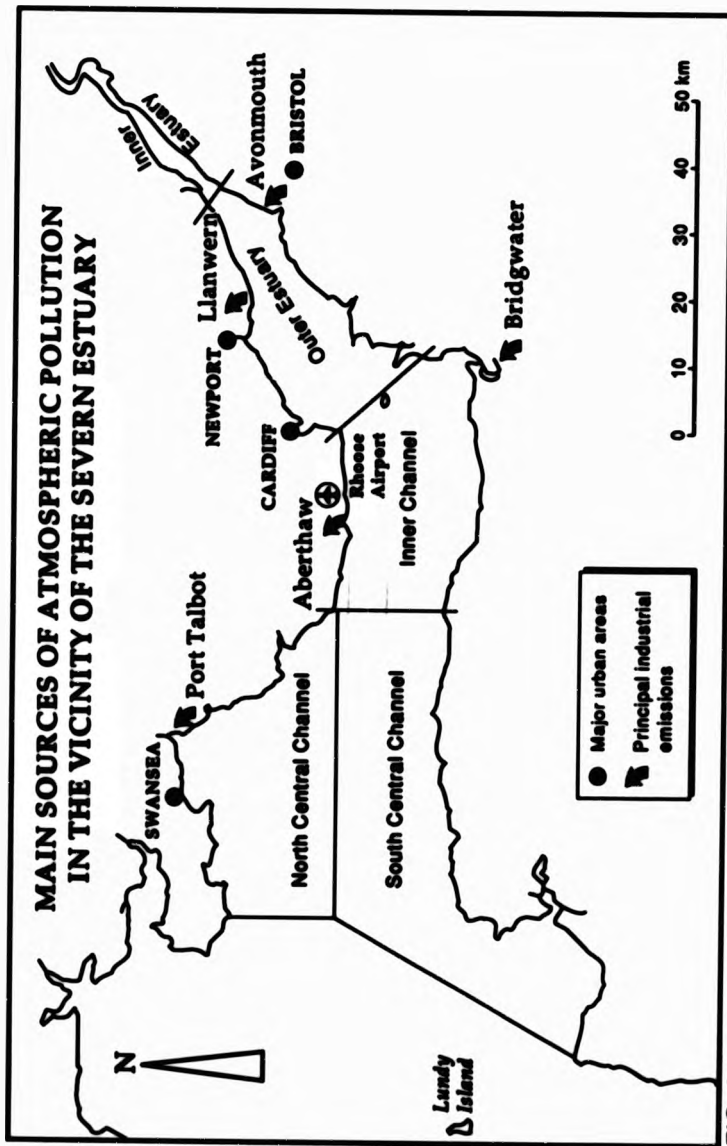 MAIN SOURCES OF ATMOSPHERIC POLLUTION
IN THE VICINITY OF THE SEVERN ESTUARY
N
Lundy
Island
SWANSEA
Port Talbot
North Central Channel
South Central Channel
Aberthaw
Rhoose
Airport
Inner Channel
CARDIFF
NEWPORT
Llanwern
Outer Estuary
Inner
Estuary
Avonmouth
BRISTOL
Bridgwater
Major urban areas
Principal industrial
emissions
0 10 20 30 40 50 km